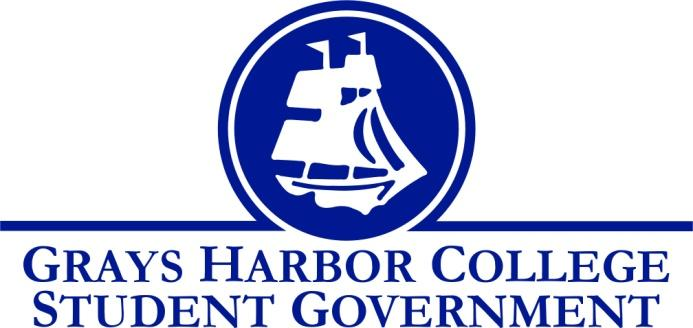 GRAYS HARBOR COLLEGE
STUDENT GOVERNMENT